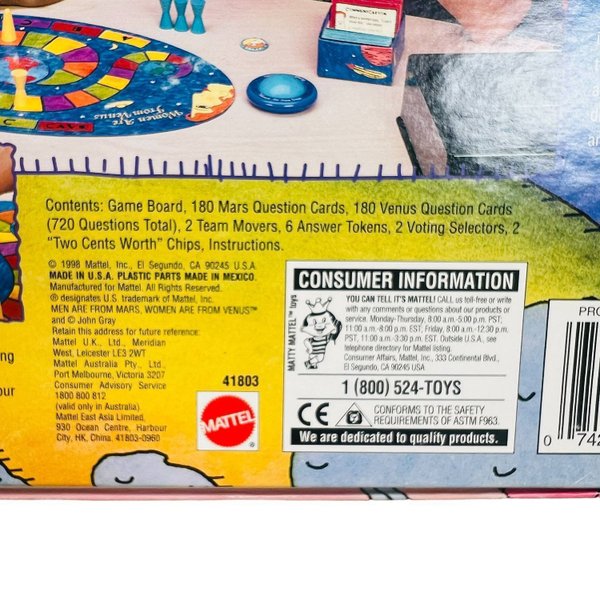 COMMUNICATION
Women Are
From Venus
C CAVE
Contents: Game Board, 180 Mars Question Cards, 180 Venus Question Cards
(720 Questions Total), 2 Team Movers, 6 Answer Tokens, 2 Voting Selectors, 2
"Two Cents Worth" Chips, Instructions.
© 1998 Mattel, Inc., El Segundo, CA 90245 U.S.A.
MADE IN U.S.A. PLASTIC PARTS MADE IN MEXICO.
Manufactured for Mattel. All Rights Reserved.
® designates U.S. trademark of Mattel, Inc.
MEN ARE FROM MARS, WOMEN ARE FROM VENUS™
and © John Gray
Retain this address for future reference:
Mattel U.K., Ltd., Meridian
West, Leicester LE3 2WT
Mattel Australia Pty., Ltd.,
Port Melbourne, Victoria 3207
Consumer Advisory Service
1800 800 812
(valid only in Australia)
Mattel East Asia Limited,
930 Ocean Centre, Harbour
City, HK, China. 41803-0960
41803
MATTEL
®
CONSUMER INFORMATION
MATTY MATTEL™ toys
YOU CAN TELL IT'S MATTEL! CALL us toll-free or write
with any comments or questions about our products or
service. Monday-Thursday, 8:00 a.m.-5:00 p.m. PST;
11:00 a.m.-8:00 p.m. EST; Friday, 8:00 a.m.-12:30 p.m.
PST, 11:00 a.m.-3:30 p.m. EST. Outside U.S.A., see
telephone directory for Mattel listing.
Consumer Affairs, Mattel, Inc., 333 Continental Blvd.,
El Segundo, CA 90245 USA
1 (800) 524-TOYS
CE
CONFORMS TO THE SAFETY
REQUIREMENTS OF ASTM F963.
We are dedicated to quality products.
PRO
0 742
ng
our